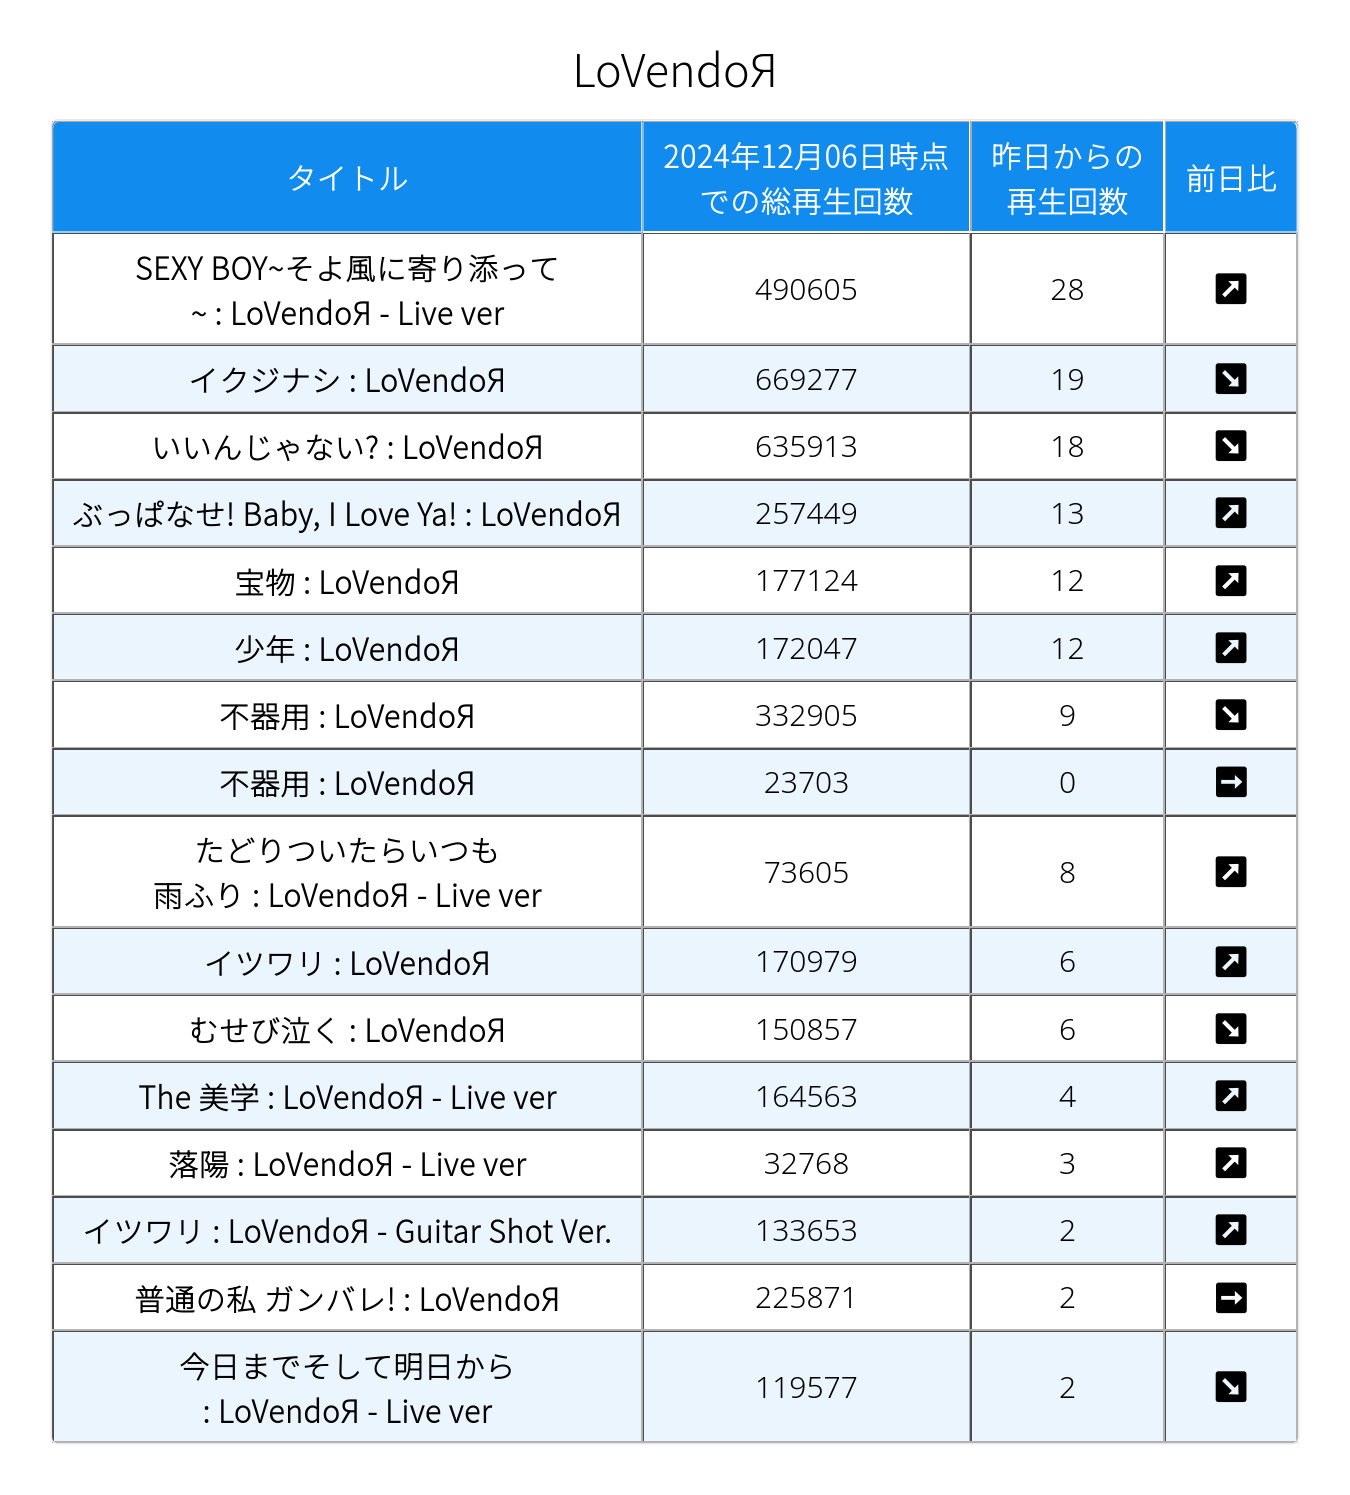 LoVendoЯ
タイトル
2024年12月06日時点
での総再生回数
昨日からの
再生回数
前日比
SEXY BOY~そよ風に寄り添って
~ : LoVendoЯ - Live ver
490605
28
イクジナシ : LoVendoЯ
669277
19
いいんじゃない? : LoVendoЯ
635913
18
ぶっぱなせ! Baby, I Love Ya! : LoVendoЯ
257449
13
宝物 : LoVendoЯ
177124
12
少年 : LoVendoЯ
172047
12
不器用 : LoVendoЯ
332905
9
不器用 : LoVendoЯ
23703
0
たどりついたらいつも
雨ふり : LoVendoЯ - Live ver
73605
8
イツワリ : LoVendoЯ
170979
6
むせび泣く : LoVendoЯ
150857
6
The 美学 : LoVendoЯ - Live ver
164563
4
落陽 : LoVendoЯ - Live ver
32768
3
イツワリ : LoVendoЯ - Guitar Shot Ver.
133653
2
普通の私 ガンバレ! : LoVendoЯ
225871
2
今日までそして明日から
: LoVendoЯ - Live ver
119577
2